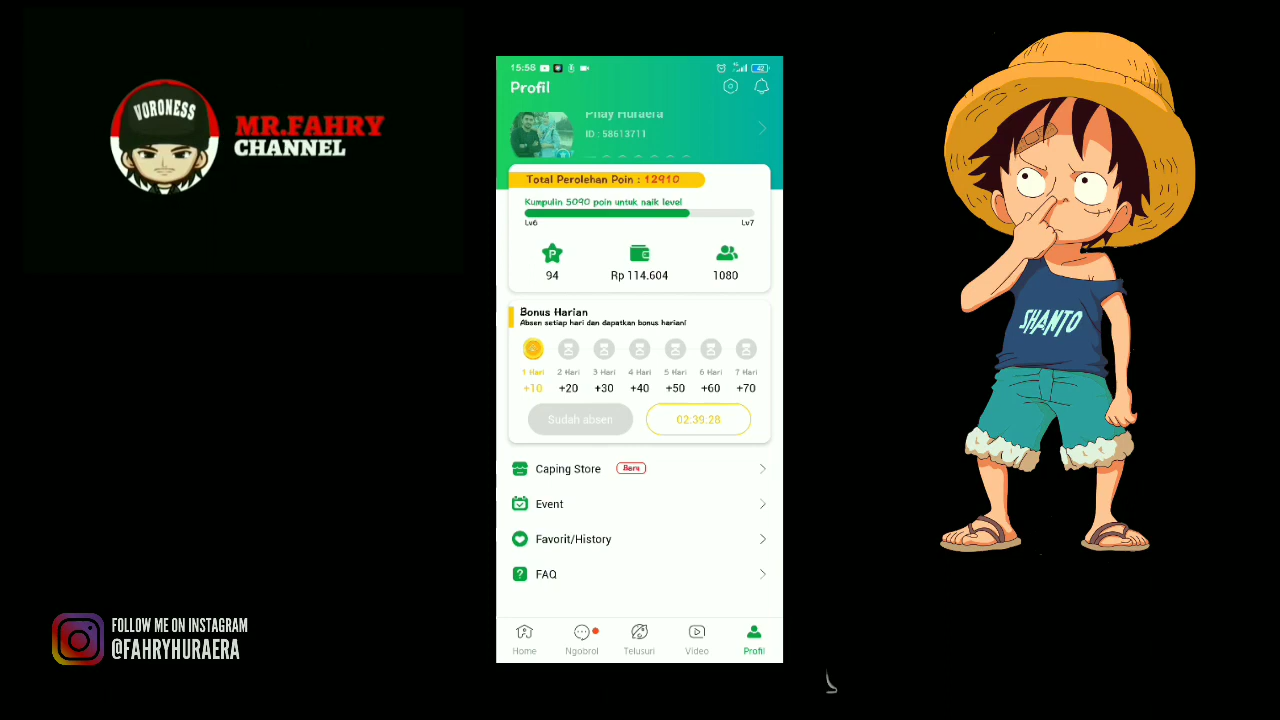 VORONESS
MR.FAHRY
CHANNEL
15:58
42
Profil
Phay Huraera
ID : 58613711
Total Perolehan Poin : 12910
Kumpulin 5090 poin untuk naik level
Lv6
Lv7
P
94
Rp 114.604
1080
Bonus Harian
Absen setiap hari dan dapatkan bonus harian!
1 Hari
2 Hari
3 Hari
4 Hari
5 Hari
6 Hari
7 Hari
+10
+20
+30
+40
+50
+60
+70
Sudah absen
02:39:28
Caping Store
Baru
Event
Favorit/History
FAQ
Home
Ngobrol
Telusuri
Video
Profil
SHANTO
FOLLOW ME ON INSTAGRAM
@FAHRYHURAERA